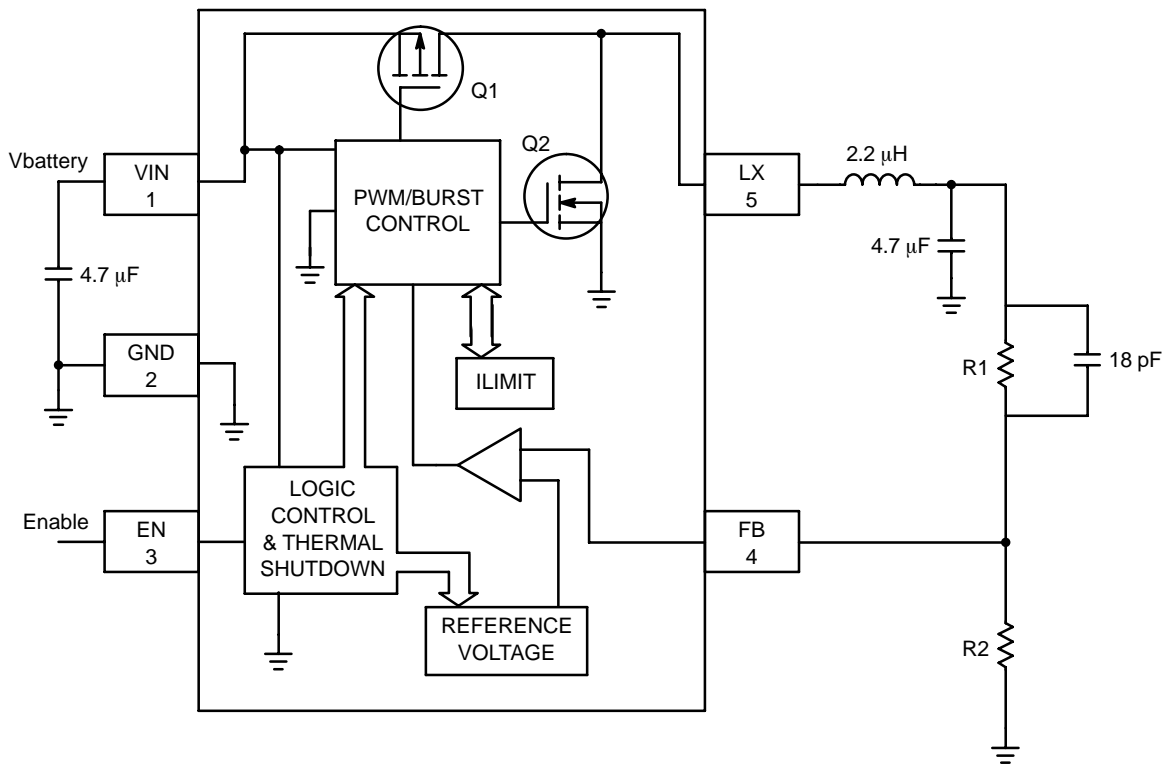 Q1
Vbattery
VIN
1
PWM/BURST
CONTROL
Q2
LX
5
2.2 μH
4.7 μF
4.7 μF
GND
2
ILIMIT
R1
18 pF
Enable
EN
3
LOGIC
CONTROL
& THERMAL
SHUTDOWN
FB
4
REFERENCE
VOLTAGE
R2